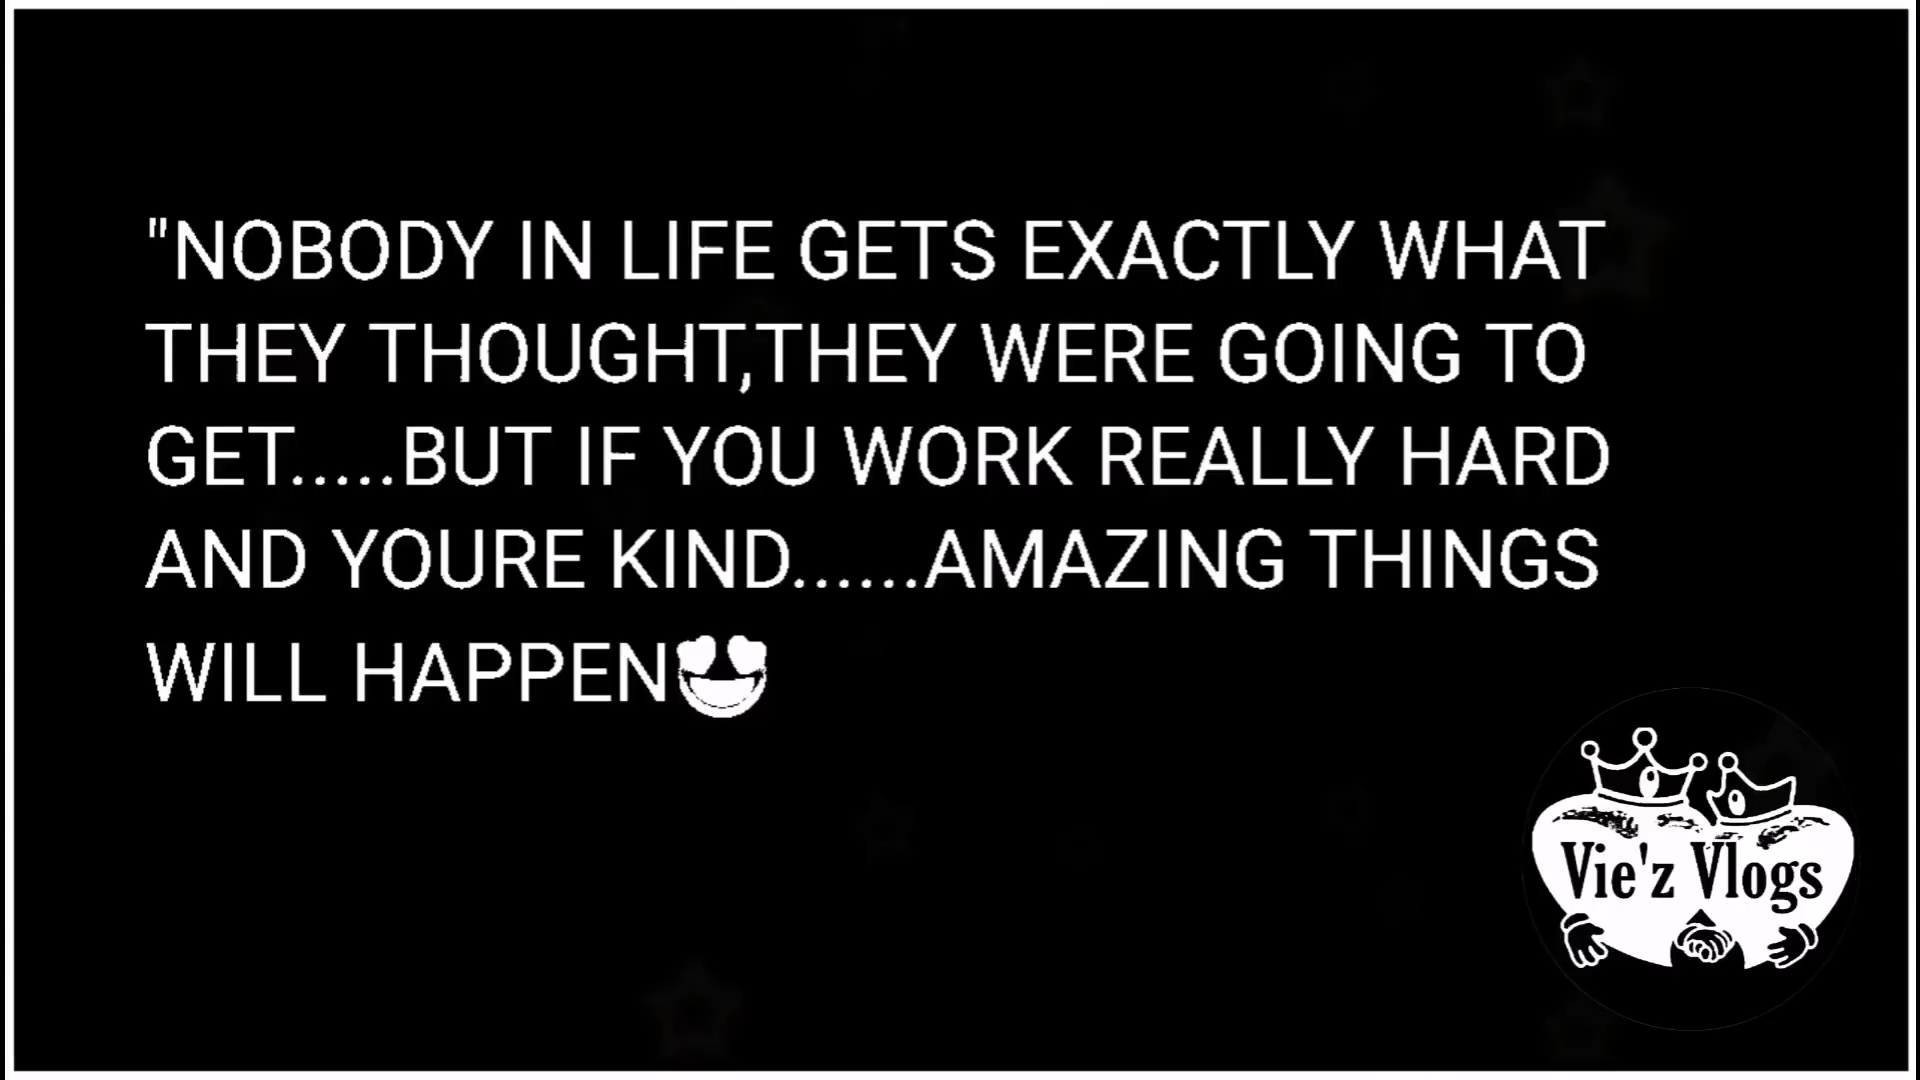 "NOBODY IN LIFE GETS EXACTLY WHAT
THEY THOUGHT,THEY WERE GOING TO
GET.....BUT IF YOU WORK REALLY HARD
AND YOURE KIND......AMAZING THINGS
WILL HAPPEN😍
Vie'z Vlogs